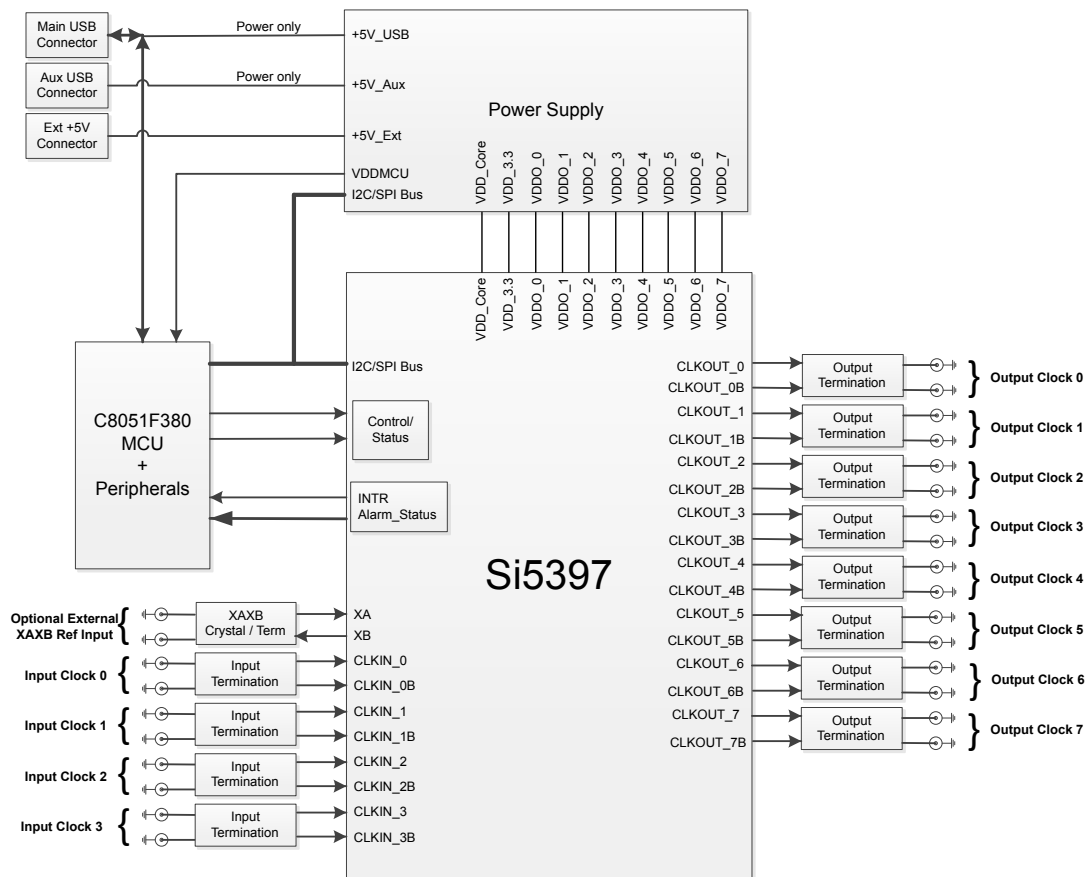 Main USB
Connector
Power only
+5V_USB
Aux USB
Connector
Power only
+5V_Aux
Ext +5V
Connector
+5V_Ext
Power Supply
VDDMCU
I2C/SPI Bus
VDD_Core
VDD_3.3
VDDO_0
VDDO_1
VDDO_2
VDDO_3
VDDO_4
VDDO_5
VDDO_6
VDDO_7
VDD_Core
VDD_3.3
VDDO_0
VDDO_1
VDDO_2
VDDO_3
VDDO_4
VDDO_5
VDDO_6
VDDO_7
C8051F380
MCU
+
Peripherals
I2C/SPI Bus
Control/
Status
INTR
Alarm_Status
Si5397
Optional External
XAXB Ref Input
XAXB
Crystal / Term
XA
XB
Input Clock 0
Input
Termination
CLKIN_0
CLKIN_0B
Input Clock 1
Input
Termination
CLKIN_1
CLKIN_1B
Input Clock 2
Input
Termination
CLKIN_2
CLKIN_2B
Input Clock 3
Input
Termination
CLKIN_3
CLKIN_3B
CLKOUT_0
CLKOUT_0B
Output
Termination
Output Clock 0
CLKOUT_1
CLKOUT_1B
Output
Termination
Output Clock 1
CLKOUT_2
CLKOUT_2B
Output
Termination
Output Clock 2
CLKOUT_3
CLKOUT_3B
Output
Termination
Output Clock 3
CLKOUT_4
CLKOUT_4B
Output
Termination
Output Clock 4
CLKOUT_5
CLKOUT_5B
Output
Termination
Output Clock 5
CLKOUT_6
CLKOUT_6B
Output
Termination
Output Clock 6
CLKOUT_7
CLKOUT_7B
Output
Termination
Output Clock 7